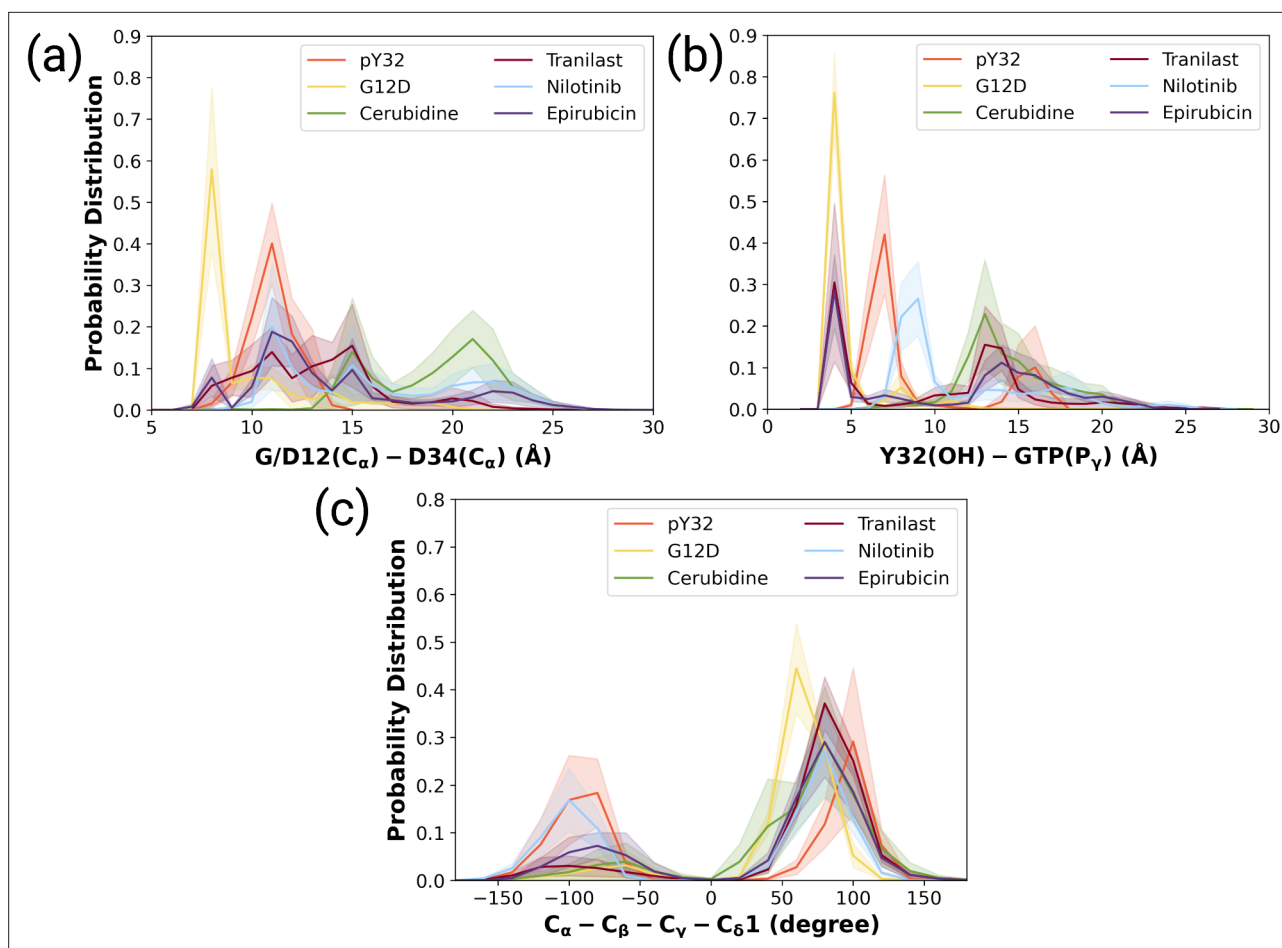 (a)
0.9
0.8
0.7
0.6
0.5
0.4
0.3
0.2
0.1
0.0
Probability Distribution
pY32
G12D
Cerubidine
Tranilast
Nilotinib
Epirubicin
5 10 15 20 25 30
G/D12(Cα) − D34(Cα) (Å)
(b)
0.9
0.8
0.7
0.6
0.5
0.4
0.3
0.2
0.1
0.0
pY32
G12D
Cerubidine
Tranilast
Nilotinib
Epirubicin
0 5 10 15 20 25 30
Y32(OH) − GTP(Pγ) (Å)
(c)
0.8
0.7
0.6
0.5
0.4
0.3
0.2
0.1
0.0
Probability Distribution
pY32
G12D
Cerubidine
Tranilast
Nilotinib
Epirubicin
−150 −100 −50 0 50 100 150
Cα − Cβ − Cγ − Cδ1 (degree)